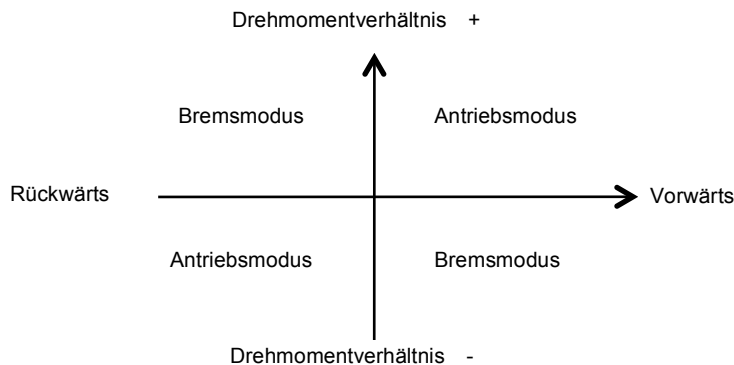 Drehmomentverhältnis +
Bremsmodus Antriebsmodus
Rückwärts Vorwärts
Antriebsmodus Bremsmodus
Drehmomentverhältnis -